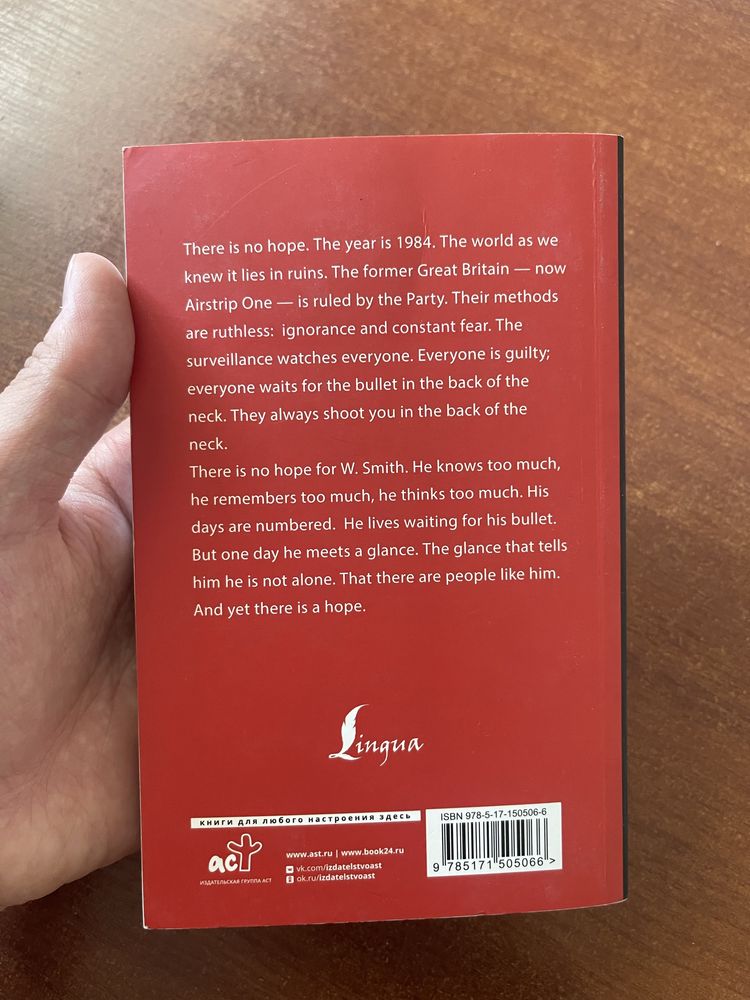 There is no hope. The year is 1984. The world as we
knew it lies in ruins. The former Great Britain — now
Airstrip One — is ruled by the Party. Their methods
are ruthless:  ignorance and constant fear. The
surveillance watches everyone. Everyone is guilty;
everyone waits for the bullet in the back of the
neck. They always shoot you in the back of the
neck.
There is no hope for W. Smith. He knows too much,
he remembers too much, he thinks too much. His
days are numbered.  He lives waiting for his bullet.
But one day he meets a glance. The glance that tells
him he is not alone. That there are people like him.
And yet there is a hope.
Lingua
книги для любого настроения здесь
аст
ИЗДАТЕЛЬСКАЯ ГРУППА АСТ
www.ast.ru | www.book24.ru
vk.com/izdatelstvoast
ok.ru/izdatelstvoast
ISBN 978-5-17-150506-6
9 785171 505066 >